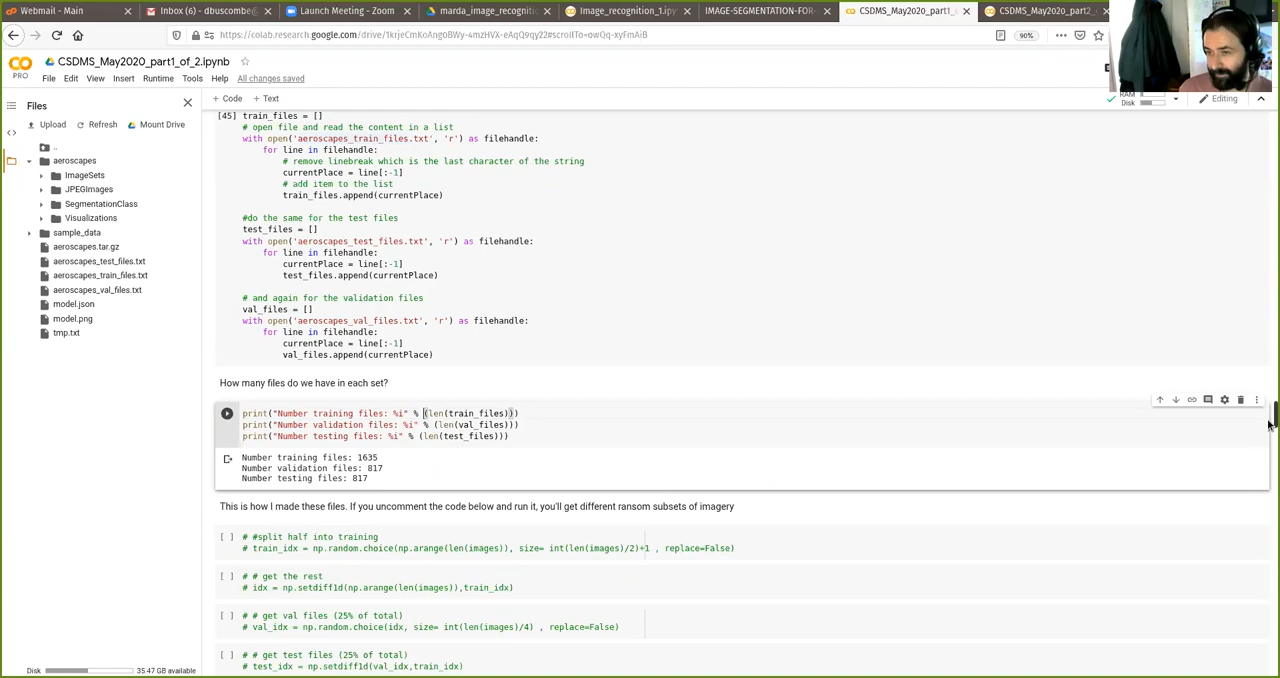 Webmail - Main
Inbox (6) - dbuscombe@
Launch Meeting - Zoom
marda_image_recogniti
Image_recognition_1.ipy
IMAGE-SEGMENTATION-FOR
CSDMS_May2020_part1_
CSDMS_May2020_part2_
https://colab.research.google.com/drive/
90%
CSDMS_May2020_part1_of_2.ipynb
PRO
File Edit View Insert Runtime Tools Help All changes saved
RAM
Disk
Editing
Files
+ Code + Text
Upload Refresh Mount Drive
..
aeroscapes
ImageSets
JPEGImages
SegmentationClass
Visualizations
sample_data
aeroscapes.tar.gz
aeroscapes_test_files.txt
aeroscapes_train_files.txt
aeroscapes_val_files.txt
model.json
model.png
tmp.txt
Disk 35.47 GB available
[45] train_files = []
# open file and read the content in a list
with open('aeroscapes_train_files.txt', 'r') as filehandle:
for line in filehandle:
# remove linebreak which is the last character of the string
currentPlace = line[:-1]
# add item to the list
train_files.append(currentPlace)
#do the same for the test files
test_files = []
with open('aeroscapes_test_files.txt', 'r') as filehandle:
for line in filehandle:
currentPlace = line[:-1]
test_files.append(currentPlace)
# and again for the validation files
val_files = []
with open('aeroscapes_val_files.txt', 'r') as filehandle:
for line in filehandle:
currentPlace = line[:-1]
val_files.append(currentPlace)
How many files do we have in each set?
print("Number training files: %i" % (len(train_files)))
print("Number validation files: %i" % (len(val_files)))
print("Number testing files: %i" % (len(test_files)))
Number training files: 1635
Number validation files: 817
Number testing files: 817
This is how I made these files. If you uncomment the code below and run it, you'll get different ransom subsets of imagery
[ ] # #split half into training
# train_idx = np.random.choice(np.arange(len(images)), size= int(len(images)/2)+1 , replace=False)
[ ] # # get the rest
# idx = np.setdiff1d(np.arange(len(images)),train_idx)
[ ] # # get val files (25% of total)
# val_idx = np.random.choice(idx, size= int(len(images)/4) , replace=False)
[ ] # # get test files (25% of total)
# test_idx = np.setdiff1d(val_idx,train_idx)